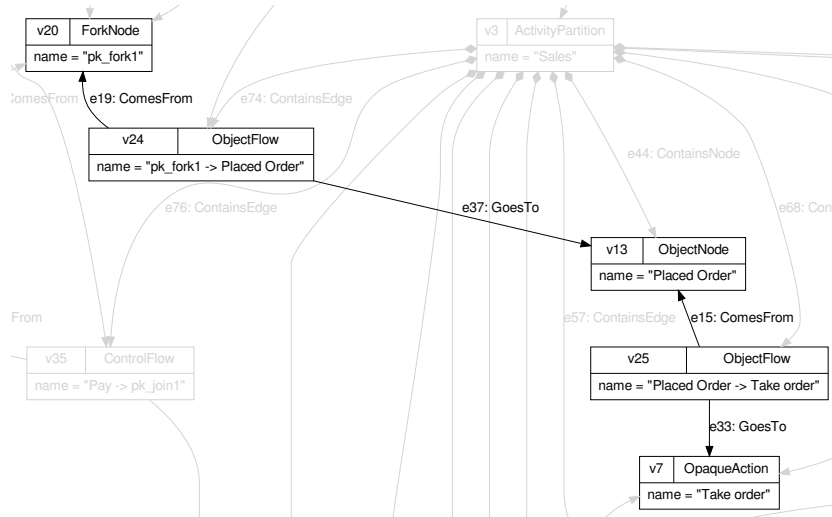 v20 ForkNode
name = "pk_fork1"
v3 ActivityPartition
name = "Sales"
ComesFrom
e19: ComesFrom
e74: ContainsEdge
v24 ObjectFlow
name = "pk_fork1 -> Placed Order"
e44: ContainsNode
e76: ContainsEdge
e37: GoesTo
e68: Con
v13 ObjectNode
name = "Placed Order"
From
e57: ContainsEdge
e15: ComesFrom
v35 ControlFlow
name = "Pay -> pk_join1"
v25 ObjectFlow
name = "Placed Order -> Take order"
e33: GoesTo
v7 OpaqueAction
name = "Take order"